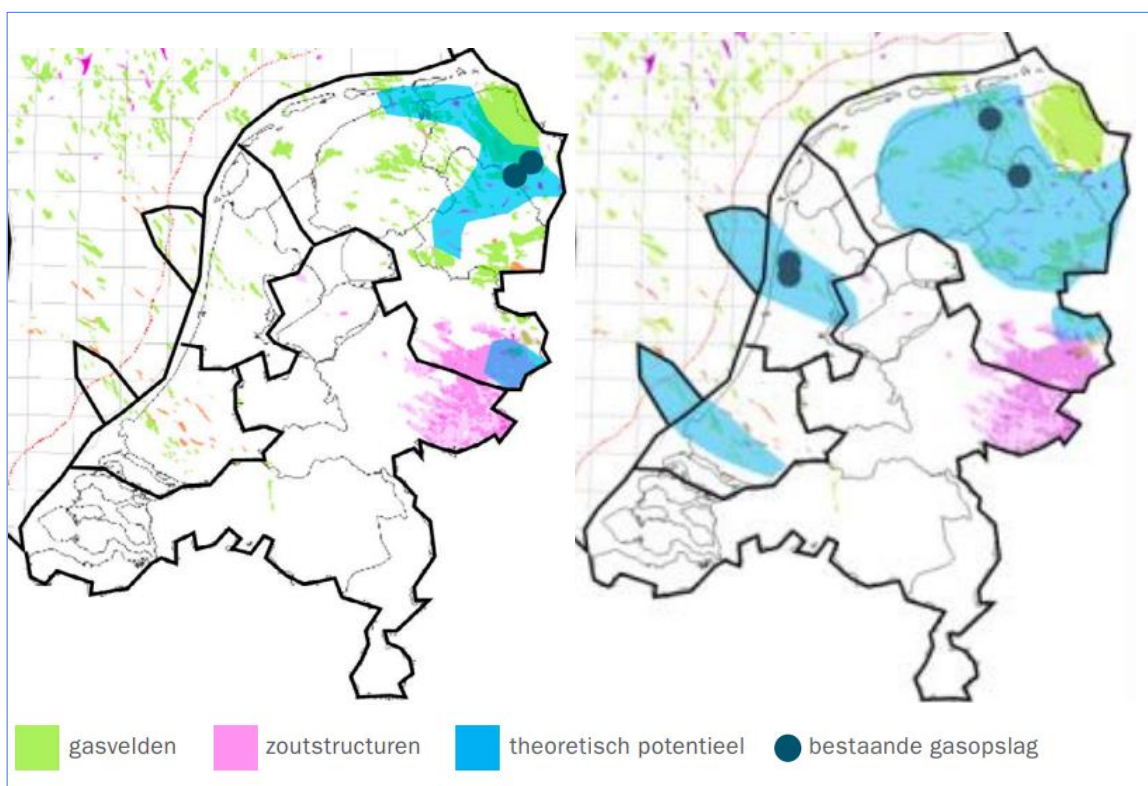 gasvelden
zoutstructuren
theoretisch potentieel
bestaande gasopslag